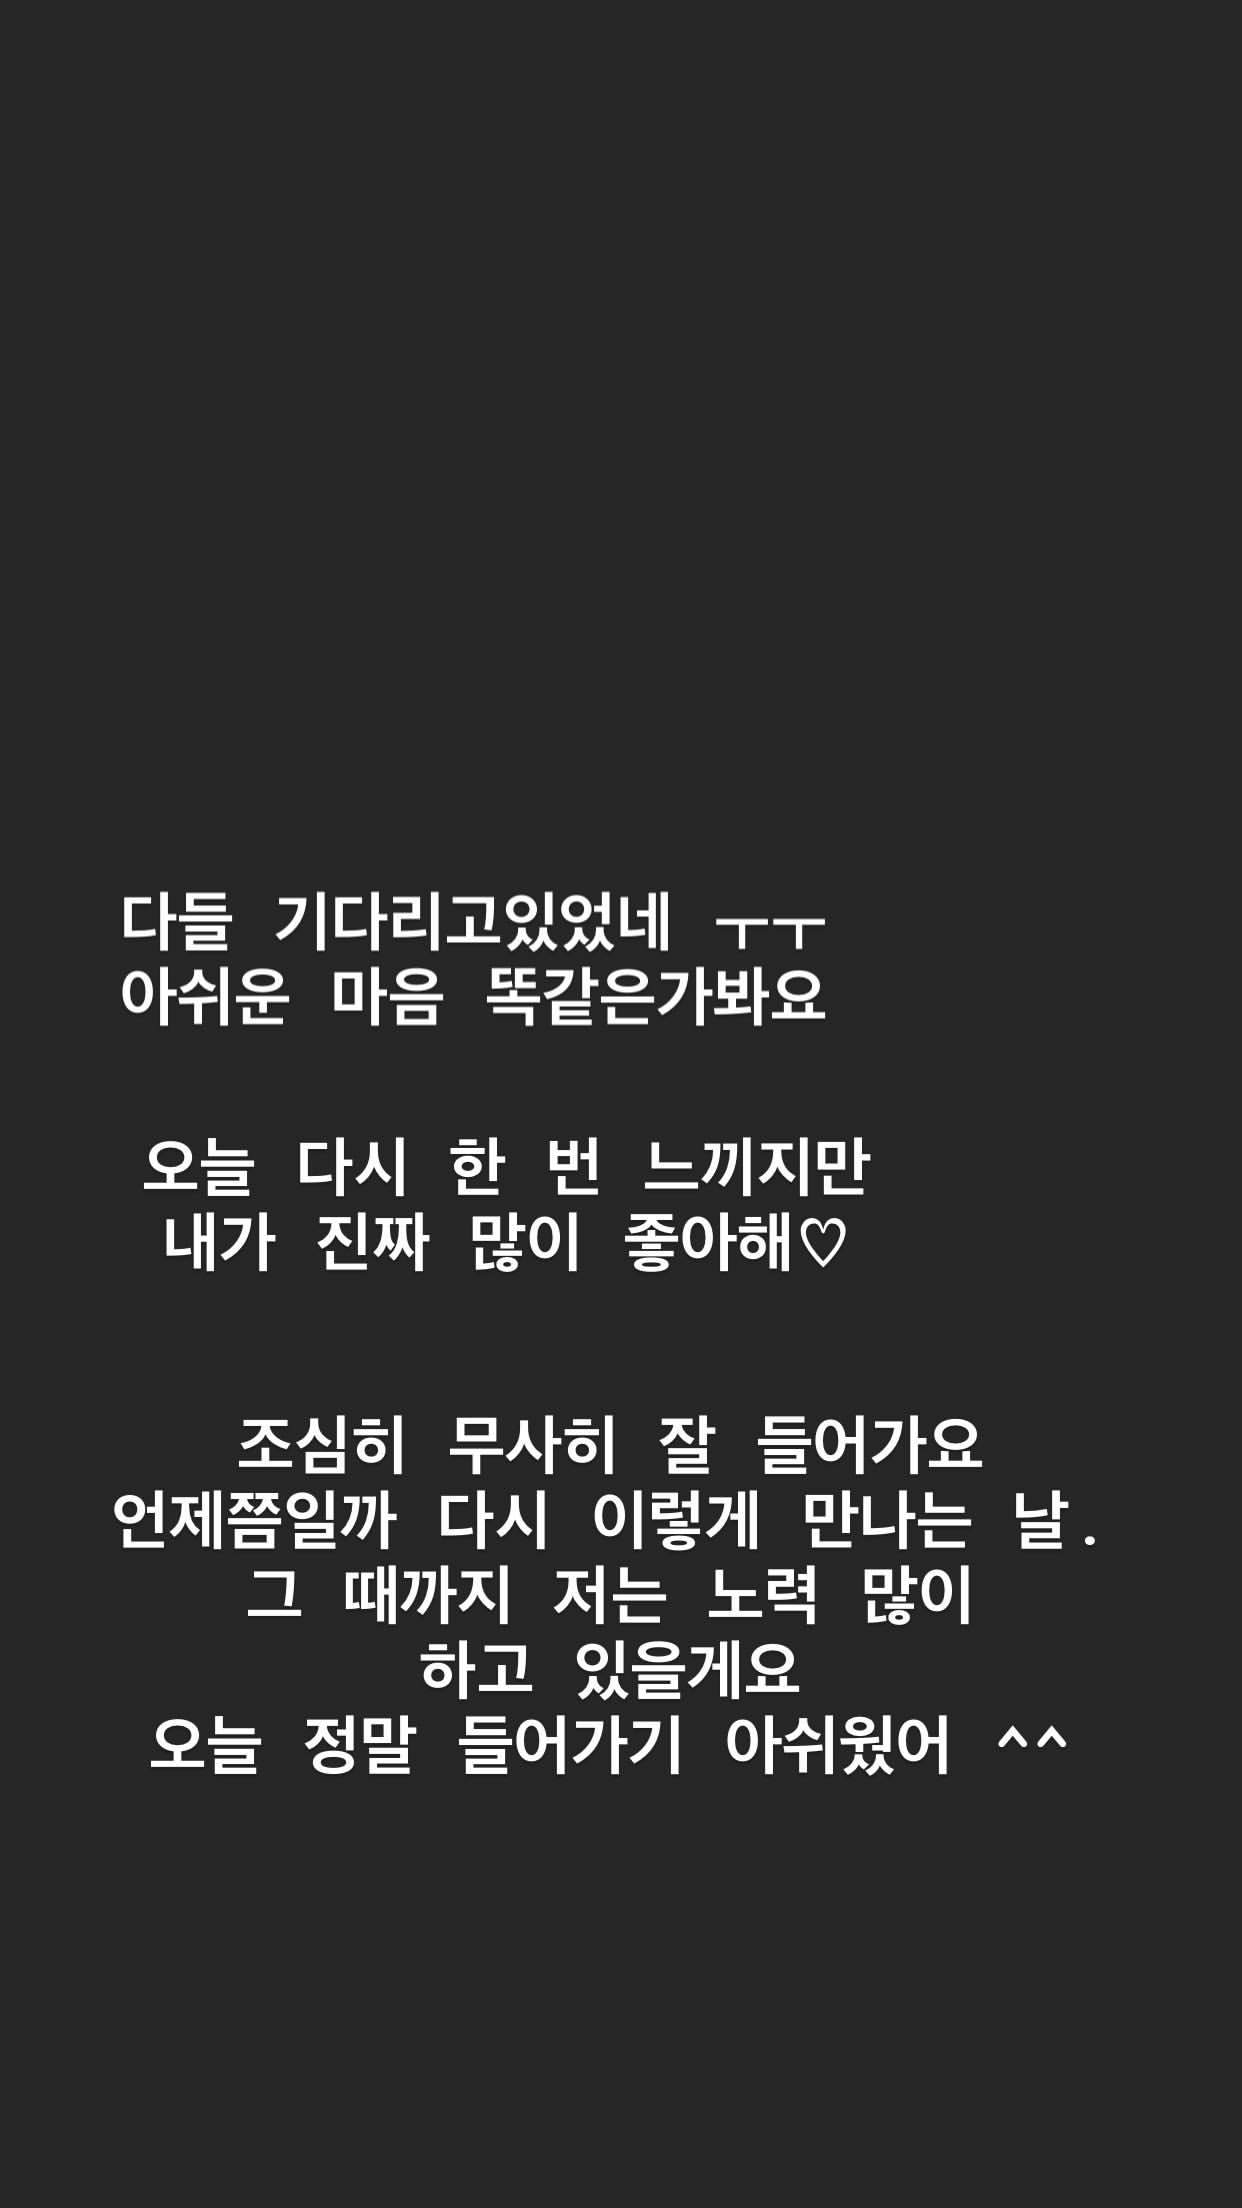 다들 기다리고있었네 ㅜㅜ
아쉬운 마음 똑같은가봐요
오늘 다시 한 번 느끼지만
내가 진짜 많이 좋아해♡
조심히 무사히 잘 들어가요
언제쯤일까 다시 이렇게 만나는 날.
그 때까지 저는 노력 많이
하고 있을게요
오늘 정말 들어가기 아쉬웠어 ^^